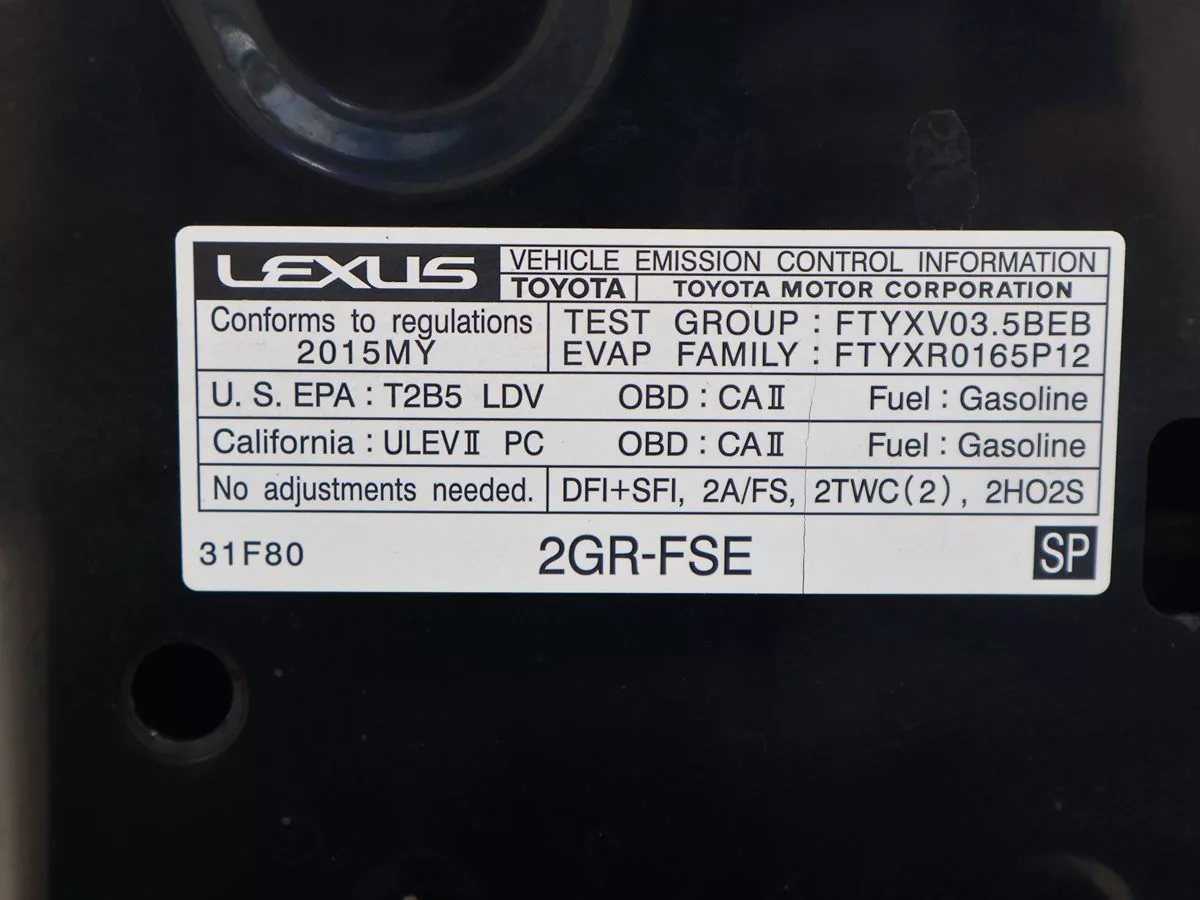 LEXUS VEHICLE EMISSION CONTROL INFORMATION
TOYOTA TOYOTA MOTOR CORPORATION
Conforms to regulations TEST GROUP : FTYXV03.5BEB
2015MY EVAP FAMILY : FTYXR0165P12
U. S. EPA : T2B5 LDV OBD : CAⅡ Fuel : Gasoline
California : ULEVⅡ PC OBD : CAⅡ Fuel : Gasoline
No adjustments needed. DFI+SFI, 2A/FS, 2TWC(2), 2HO2S
31F80 2GR-FSE SP